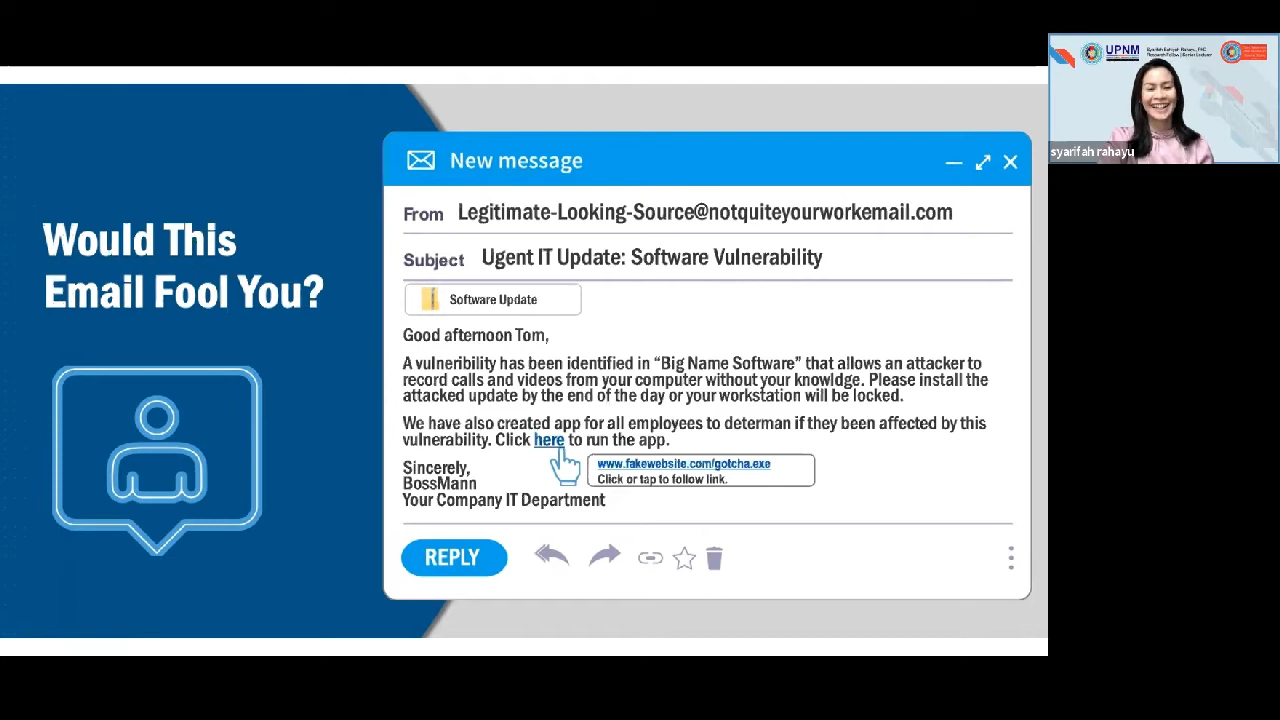 Would This
Email Fool You?
New message
From Legitimate-Looking-Source@notquiteyourworkemail.com
Subject Ugent IT Update: Software Vulnerability
Software Update
Good afternoon Tom,
A vulneribility has been identified in “Big Name Software” that allows an attacker to
record calls and videos from your computer without your knowldge. Please install the
attacked update by the end of the day or your workstation will be locked.
We have also created app for all employees to determan if they been affected by this
vulnerability. Click here to run the app.
www.fakewebsite.com/gotcha.exe
Click or tap to follow link.
Sincerely,
BossMann
Your Company IT Department
REPLY
UPNM
syarifah rahayu